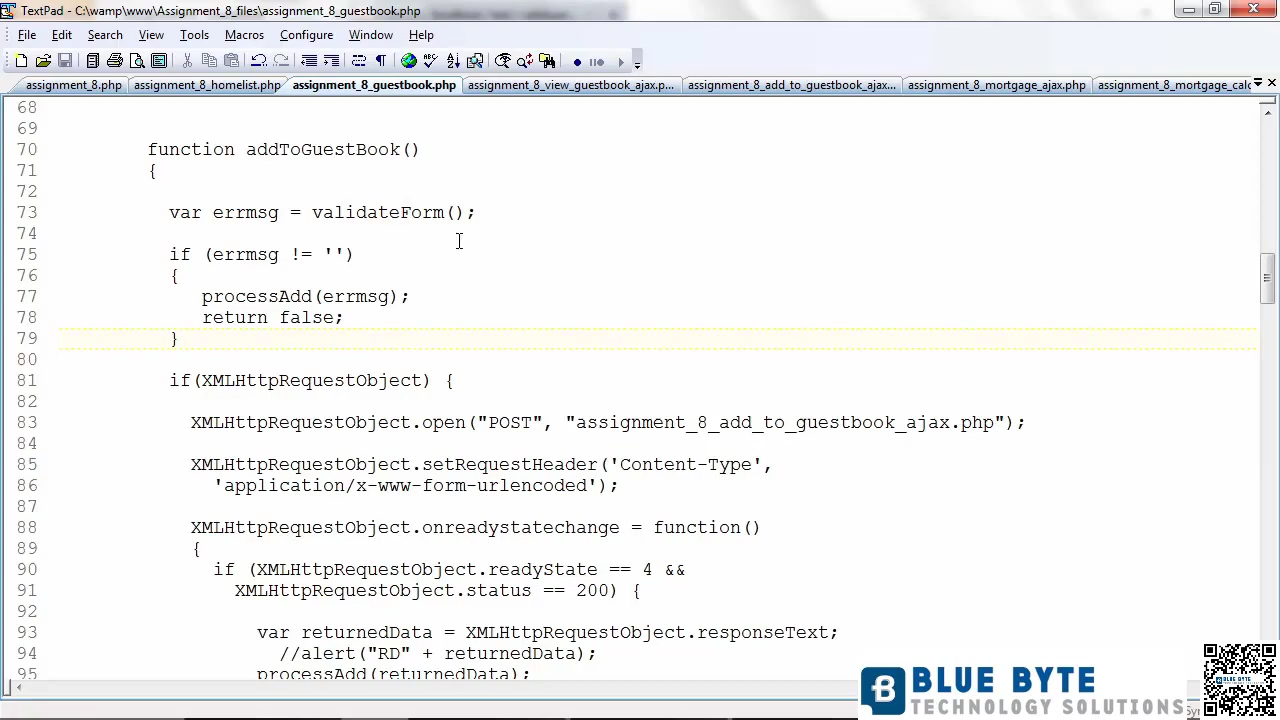 TextPad - C:\wamp\www\Assignment_8_files\assignment_8_guestbook.php
File Edit Search View Tools Macros Configure Window Help
assignment_8.php assignment_8_homelist.php assignment_8_guestbook.php assignment_8_view_guestbook_ajax.p... assignment_8_add_to_guestbook_ajax... assignment_8_mortgage_ajax.php assignment_8_mortgage_calc
68
69
70 function addToGuestBook()
71 {
72
73 var errmsg = validateForm();
74
75 if (errmsg != '')
76 {
77 processAdd(errmsg);
78 return false;
79 }
80
81 if(XMLHttpRequestObject) {
82
83 XMLHttpRequestObject.open("POST", "assignment_8_add_to_guestbook_ajax.php");
84
85 XMLHttpRequestObject.setRequestHeader('Content-Type',
86 'application/x-www-form-urlencoded');
87
88 XMLHttpRequestObject.onreadystatechange = function()
89 {
90 if (XMLHttpRequestObject.readyState == 4 &&
91 XMLHttpRequestObject.status == 200) {
92
93 var returnedData = XMLHttpRequestObject.responseText;
94 //alert("RD" + returnedData);
95 processAdd(returnedData);
BLUE BYTE
TECHNOLOGY SOLUTIONS